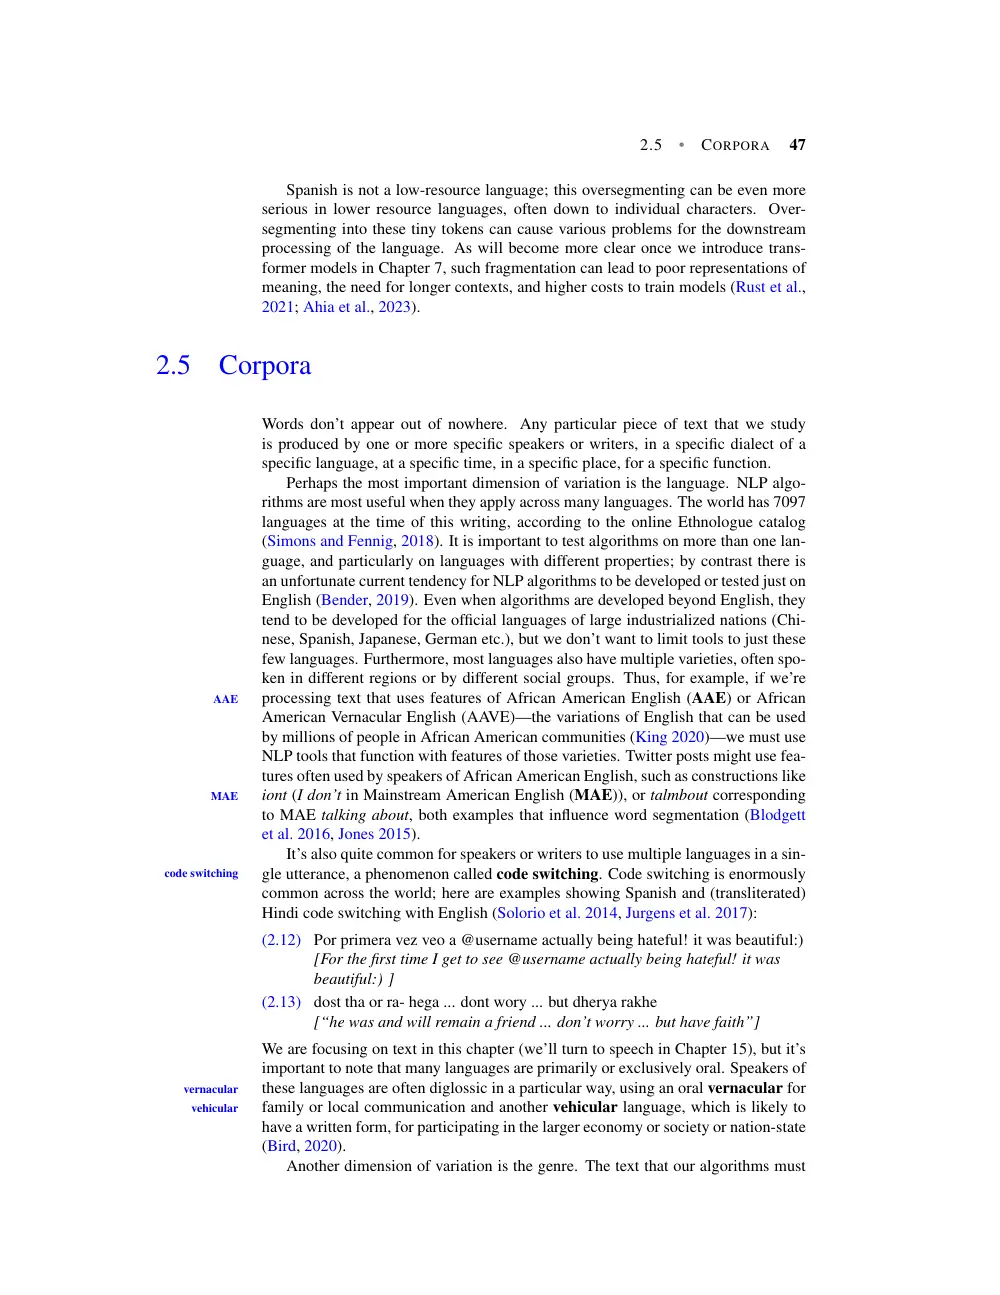 2.5 • CORPORA 47
Spanish is not a low-resource language; this oversegmenting can be even more
serious in lower resource languages, often down to individual characters. Over-
segmenting into these tiny tokens can cause various problems for the downstream
processing of the language. As will become more clear once we introduce trans-
former models in Chapter 7, such fragmentation can lead to poor representations of
meaning, the need for longer contexts, and higher costs to train models (Rust et al.,
2021; Ahia et al., 2023).
2.5 Corpora
Words don't appear out of nowhere. Any particular piece of text that we study
is produced by one or more specific speakers or writers, in a specific dialect of a
specific language, at a specific time, in a specific place, for a specific function.
Perhaps the most important dimension of variation is the language. NLP algo-
rithms are most useful when they apply across many languages. The world has 7097
languages at the time of this writing, according to the online Ethnologue catalog
(Simons and Fennig, 2018). It is important to test algorithms on more than one lan-
guage, and particularly on languages with different properties; by contrast there is
an unfortunate current tendency for NLP algorithms to be developed or tested just on
English (Bender, 2019). Even when algorithms are developed beyond English, they
tend to be developed for the official languages of large industrialized nations (Chi-
nese, Spanish, Japanese, German etc.), but we don't want to limit tools to just these
few languages. Furthermore, most languages also have multiple varieties, often spo-
ken in different regions or by different social groups. Thus, for example, if we're
AAE processing text that uses features of African American English (AAE) or African
American Vernacular English (AAVE)—the variations of English that can be used
by millions of people in African American communities (King 2020)—we must use
NLP tools that function with features of those varieties. Twitter posts might use fea-
tures often used by speakers of African American English, such as constructions like
MAE iont (I don't in Mainstream American English (MAE)), or talmbout corresponding
to MAE talking about, both examples that influence word segmentation (Blodgett
et al. 2016, Jones 2015).
It's also quite common for speakers or writers to use multiple languages in a sin-
code switching gle utterance, a phenomenon called code switching. Code switching is enormously
common across the world; here are examples showing Spanish and (transliterated)
Hindi code switching with English (Solorio et al. 2014, Jurgens et al. 2017):
(2.12) Por primera vez veo a @username actually being hateful! it was beautiful:)
[For the first time I get to see @username actually being hateful! it was
beautiful:) ]
(2.13) dost tha or ra- hega ... dont wory ... but dherya rakhe
[“he was and will remain a friend ... don't worry ... but have faith”]
We are focusing on text in this chapter (we'll turn to speech in Chapter 15), but it's
important to note that many languages are primarily or exclusively oral. Speakers of
vernacular these languages are often diglossic in a particular way, using an oral vernacular for
vehicular family or local communication and another vehicular language, which is likely to
have a written form, for participating in the larger economy or society or nation-state
(Bird, 2020).
Another dimension of variation is the genre. The text that our algorithms must